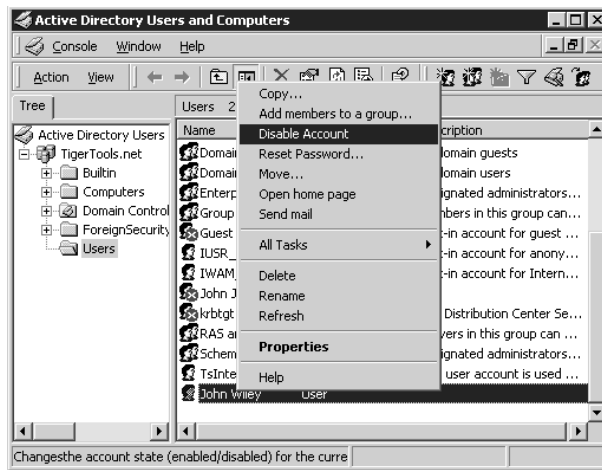 Active Directory Users and Computers
Console Window Help
Action View
Tree
Users 2
Active Directory Users
TigerTools.net
Builtin
Computers
Domain Control
ForeignSecurity
Users
Name
cription
Domai
omain guests
Domai
omain users
Enterp
ignated administrators...
Group
bers in this group can...
Guest
t-in account for guest ...
IUSR_
t-in account for anony...
IWAM_
t-in account for Intern...
John J
krbtgt
Distribution Center Se...
RAS a
vers in this group can ...
Schem
ignated administrators...
TsInte
user account is used ...
John Wiley User
Copy...
Add members to a group...
Disable Account
Reset Password...
Move...
Open home page
Send mail
All Tasks
Delete
Rename
Refresh
Properties
Help
Changesthe account state (enabled/disabled) for the curre